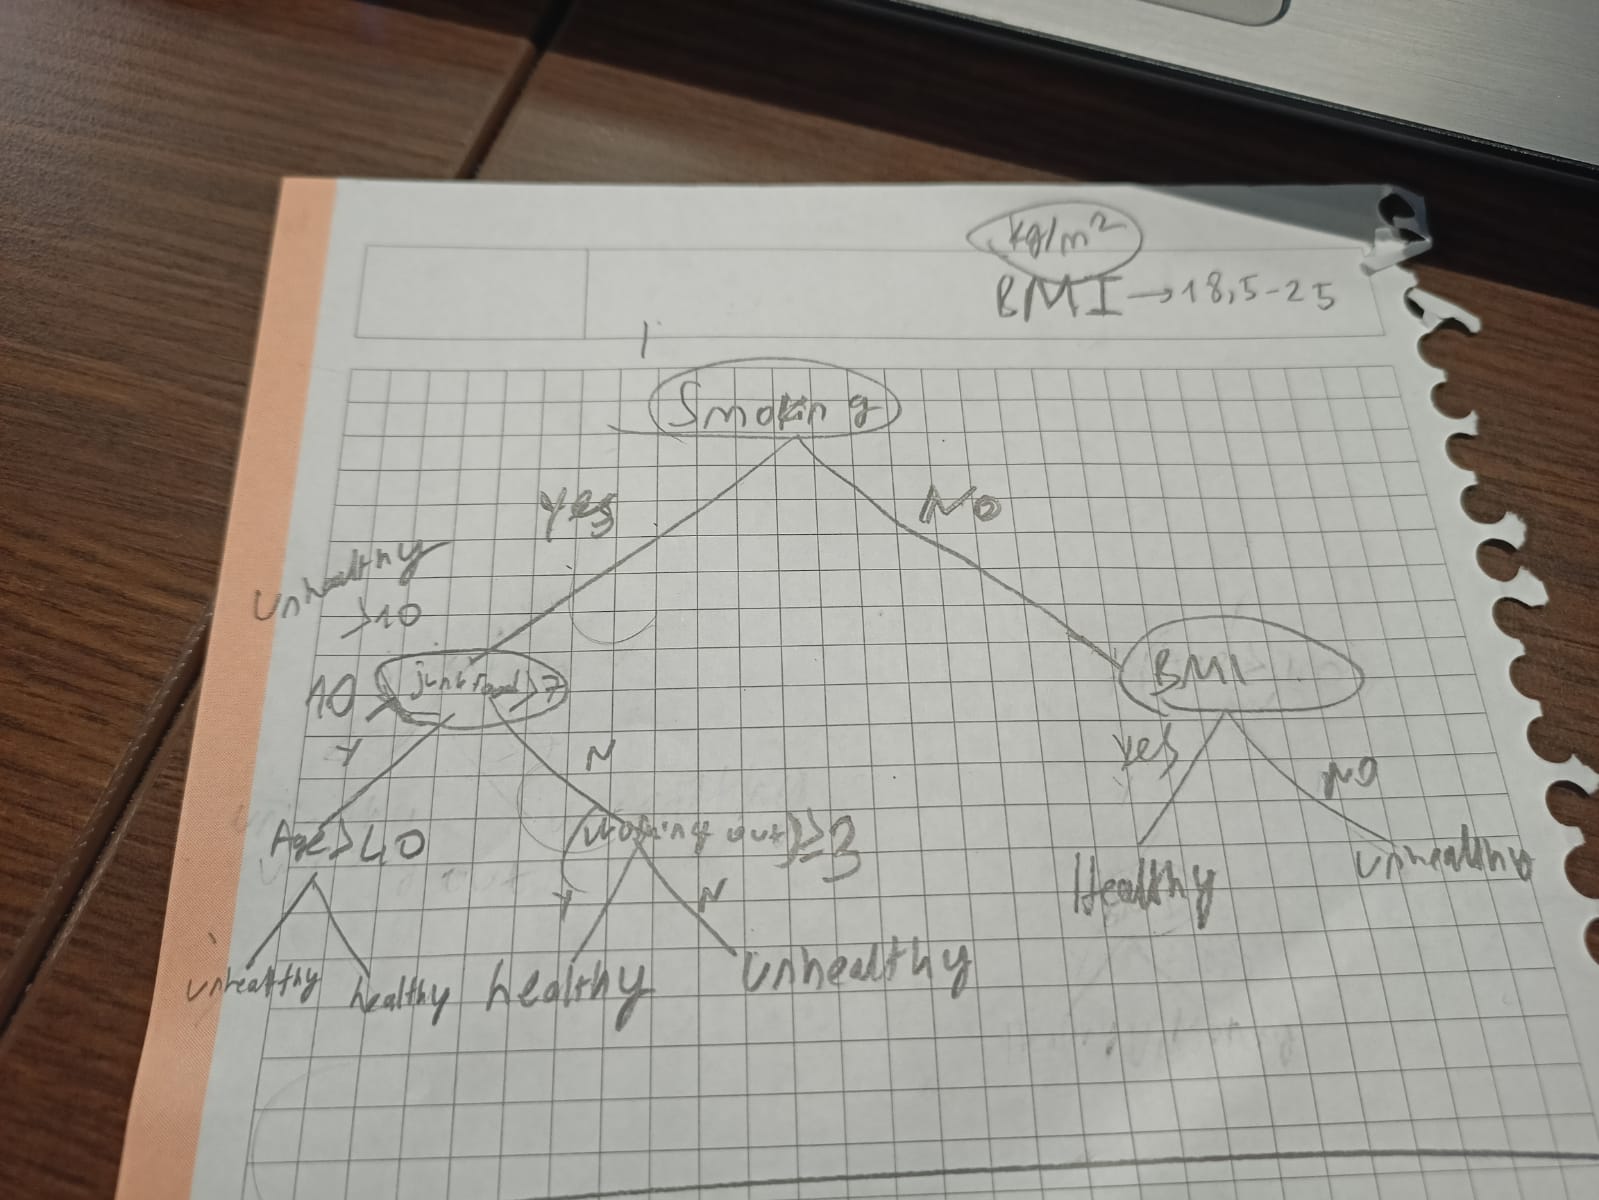 kg/m²
BMI → 18,5-25
Smoking
Yes
No
Unhealthy
>10
10
junk food >7
BMI
Y
N
Yes
NO
Age > 40
Working out ≥3
Healthy
Unhealthy
Y
N
Unhealthy
healthy
healthy
Unhealthy